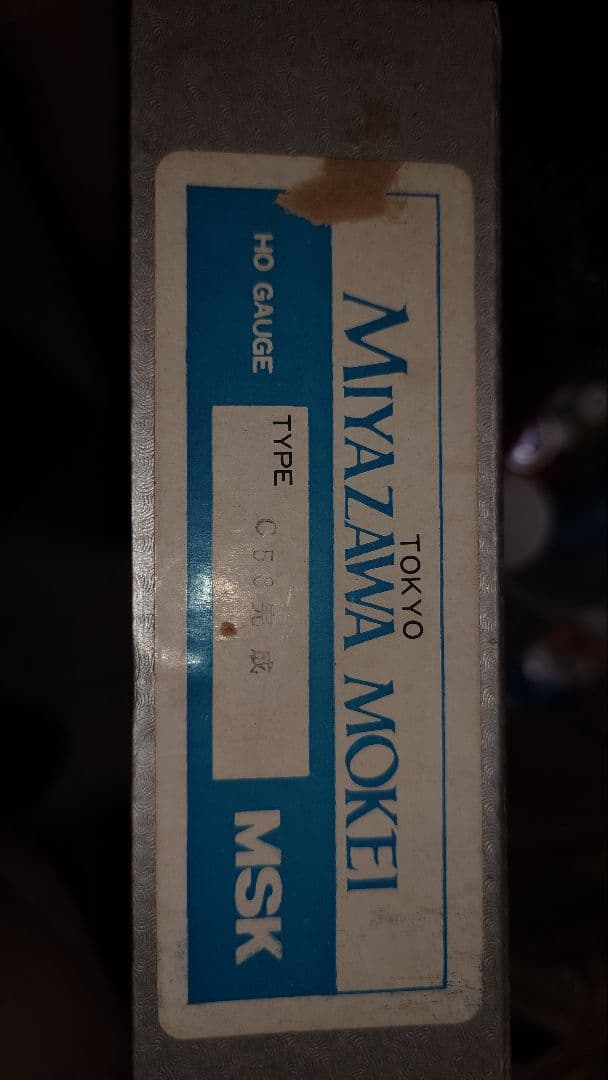 TOKYO
MIYAZAWA MOKEI
HO GAUGE
TYPE
完成
MSK